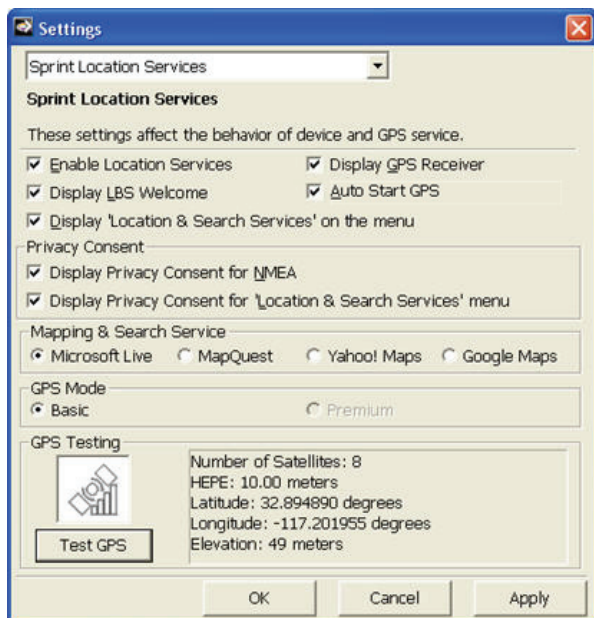 Settings
Sprint Location Services
Sprint Location Services
These settings affect the behavior of device and GPS service.
Enable Location Services Display GPS Receiver
Display LBS Welcome Auto Start GPS
Display 'Location & Search Services' on the menu
Privacy Consent
Display Privacy Consent for NMEA
Display Privacy Consent for 'Location & Search Services' menu
Mapping & Search Service
Microsoft Live MapQuest Yahoo! Maps Google Maps
GPS Mode
Basic Premium
GPS Testing
Number of Satellites: 8
HEPE: 10.00 meters
Latitude: 32.894890 degrees
Longitude: -117.201955 degrees
Elevation: 49 meters
Test GPS
OK Cancel Apply